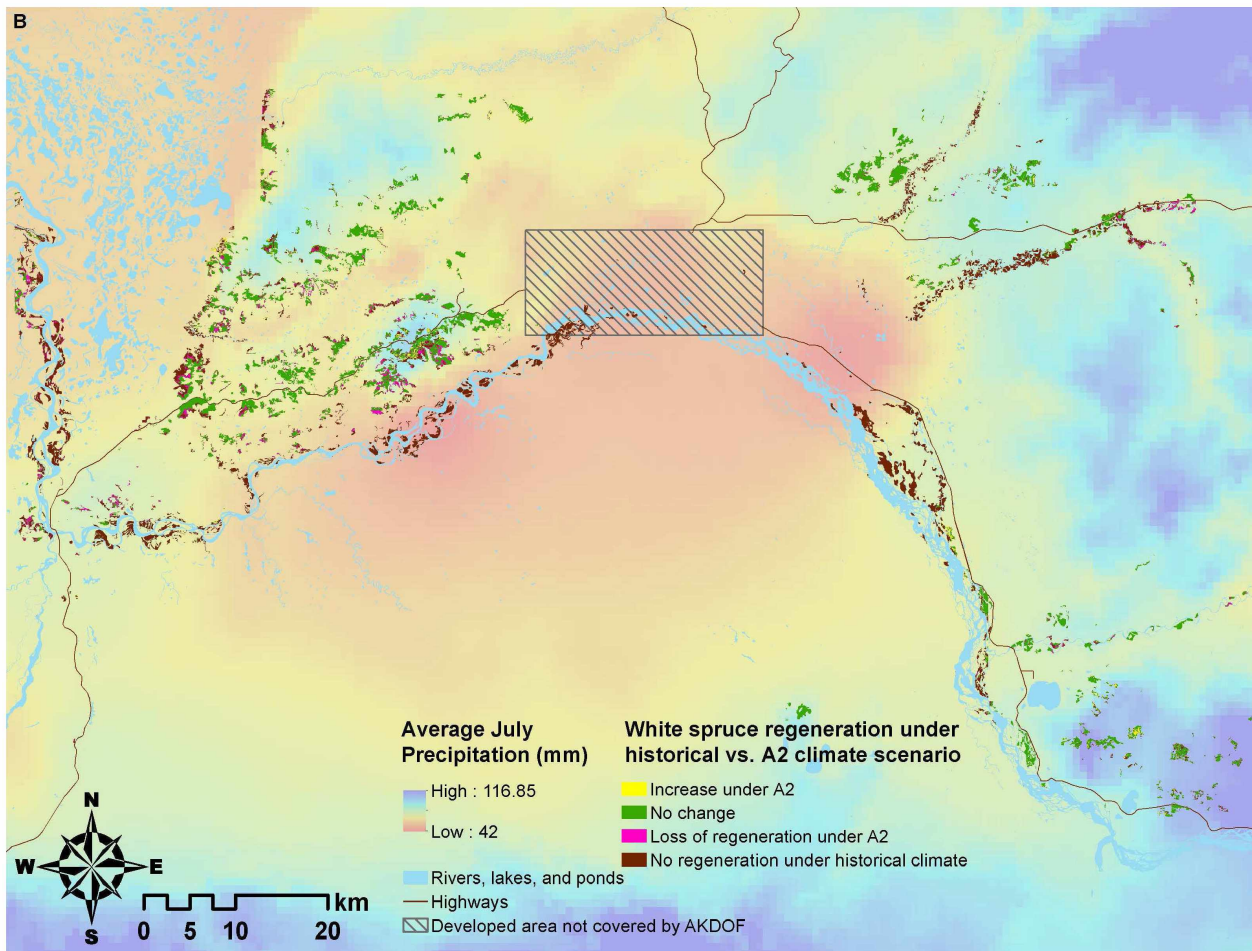 B
Average July
Precipitation (mm)
High : 116.85
Low : 42
Rivers, lakes, and ponds
Highways
Developed area not covered by AKDOF
White spruce regeneration under
historical vs. A2 climate scenario
Increase under A2
No change
Loss of regeneration under A2
No regeneration under historical climate
N
W E
S
km
0 5 10 20